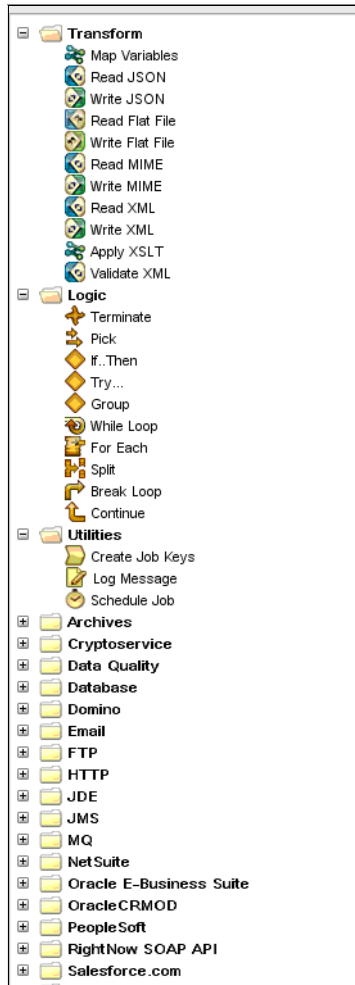 Transform
Map Variables
Read JSON
Write JSON
Read Flat File
Write Flat File
Read MIME
Write MIME
Read XML
Write XML
Apply XSLT
Validate XML
Logic
Terminate
Pick
If..Then
Try...
Group
While Loop
For Each
Split
Break Loop
Continue
Utilities
Create Job Keys
Log Message
Schedule Job
Archives
Cryptoservice
Data Quality
Database
Domino
Email
FTP
HTTP
JDE
JMS
MQ
NetSuite
Oracle E-Business Suite
OracleCRMOD
PeopleSoft
RightNow SOAP API
Salesforce.com